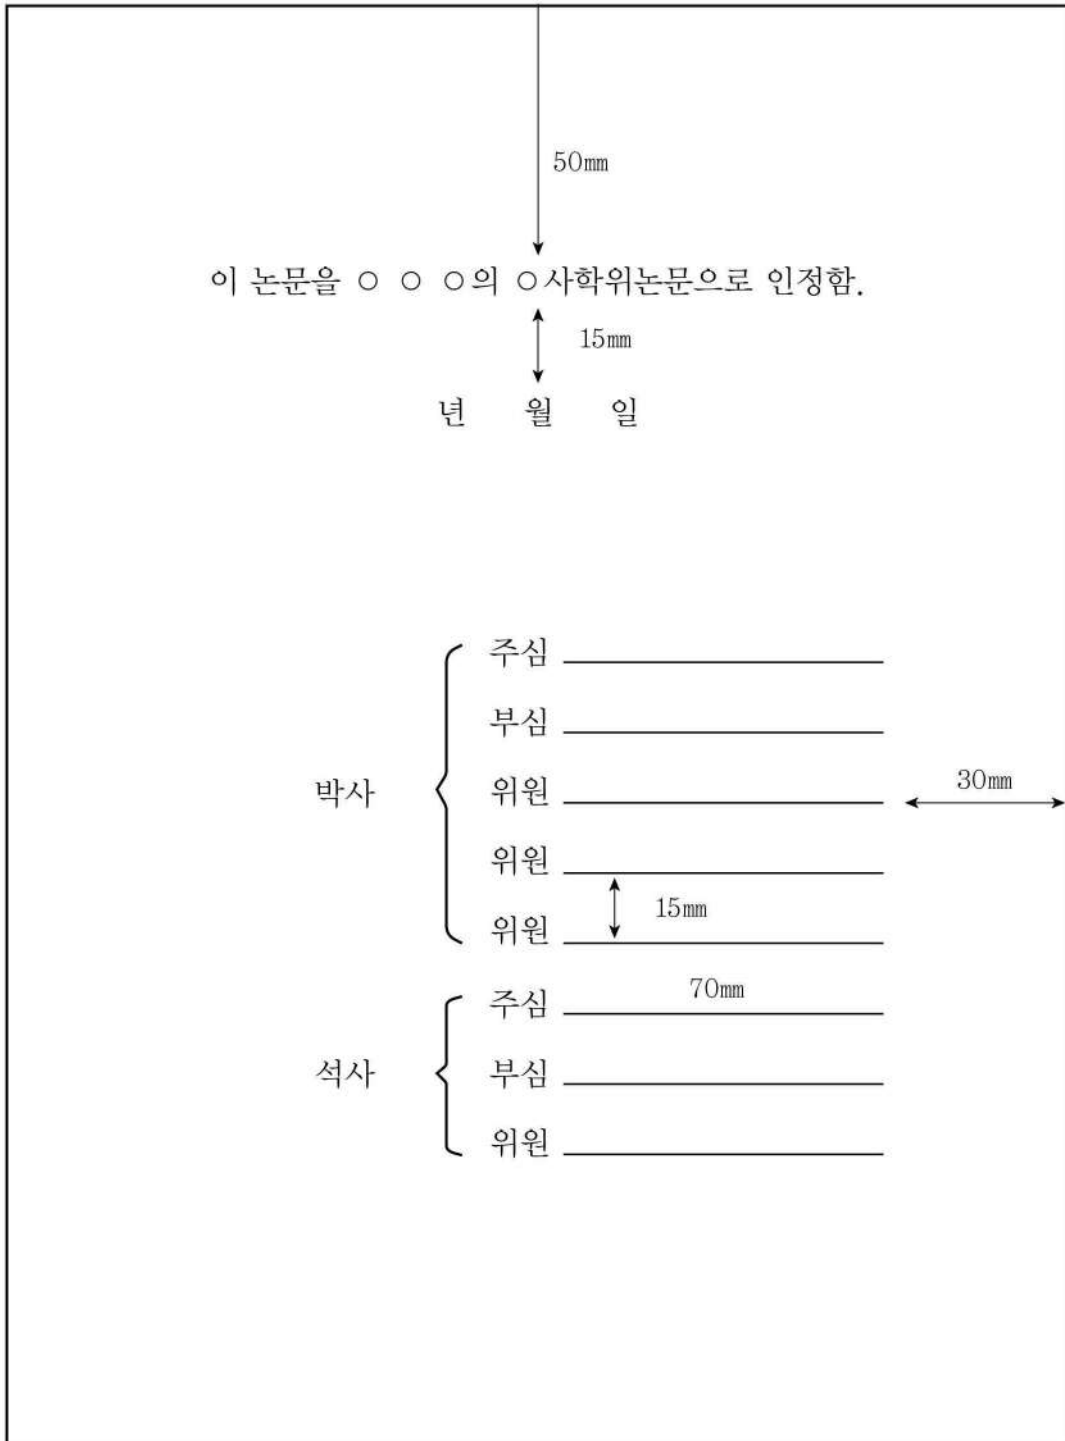 50㎜
이 논문을 ○ ○ ○의 ○사학위논문으로 인정함.
15㎜
년 월 일
주심
부심
박사 위원 30㎜
위원
15㎜
위원
70㎜
주심
석사 부심
위원